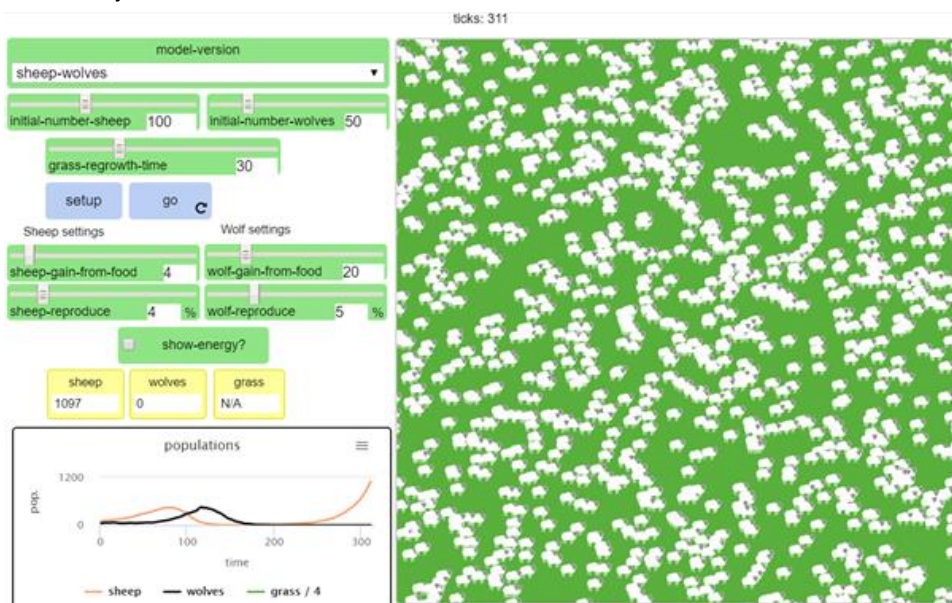 ticks: 311
model-version
sheep-wolves
initial-number-sheep 100
initial-number-wolves 50
grass-regrowth-time 30
setup
go
Sheep settings
Wolf settings
sheep-gain-from-food 4
wolf-gain-from-food 20
sheep-reproduce 4 %
wolf-reproduce 5 %
show-energy?
sheep
1097
wolves
0
grass
N/A
populations
1200
pop.
0
0 100 200 300
time
sheep wolves grass / 4